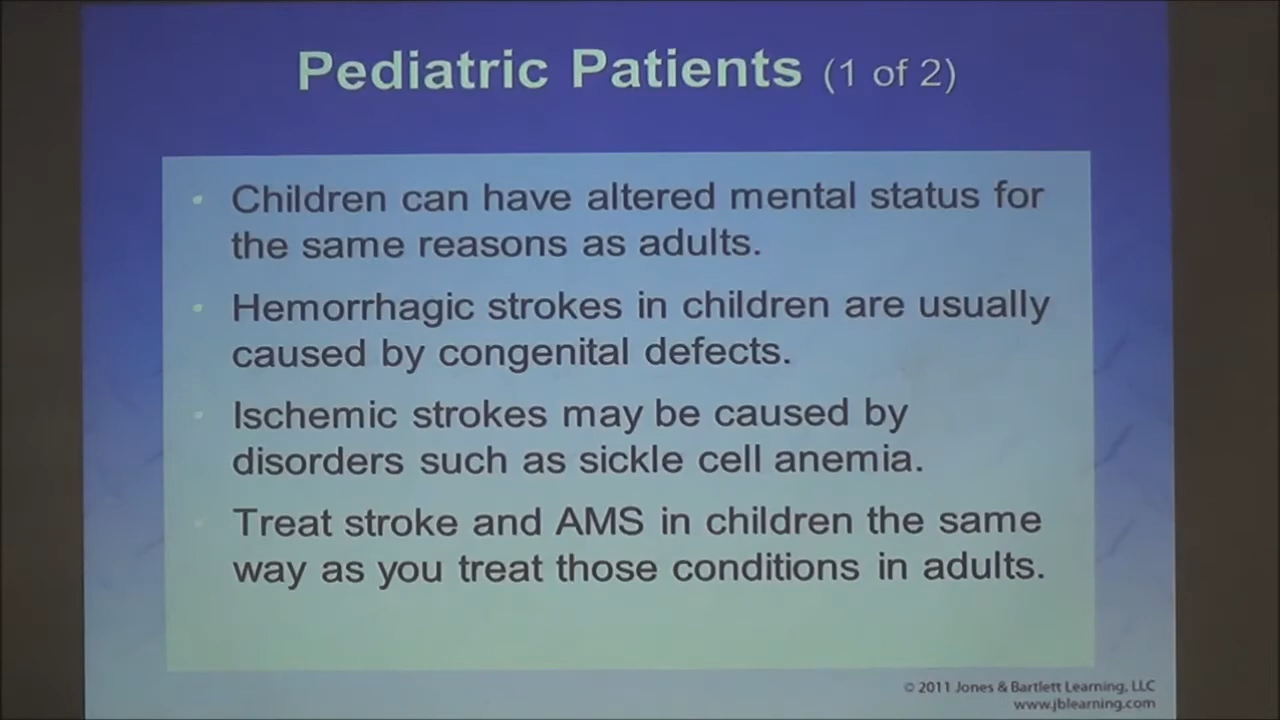 Pediatric Patients (1 of 2)
• Children can have altered mental status for
the same reasons as adults.
• Hemorrhagic strokes in children are usually
caused by congenital defects.
• Ischemic strokes may be caused by
disorders such as sickle cell anemia.
• Treat stroke and AMS in children the same
way as you treat those conditions in adults.
© 2011 Jones & Bartlett Learning, LLC
www.jblearning.com